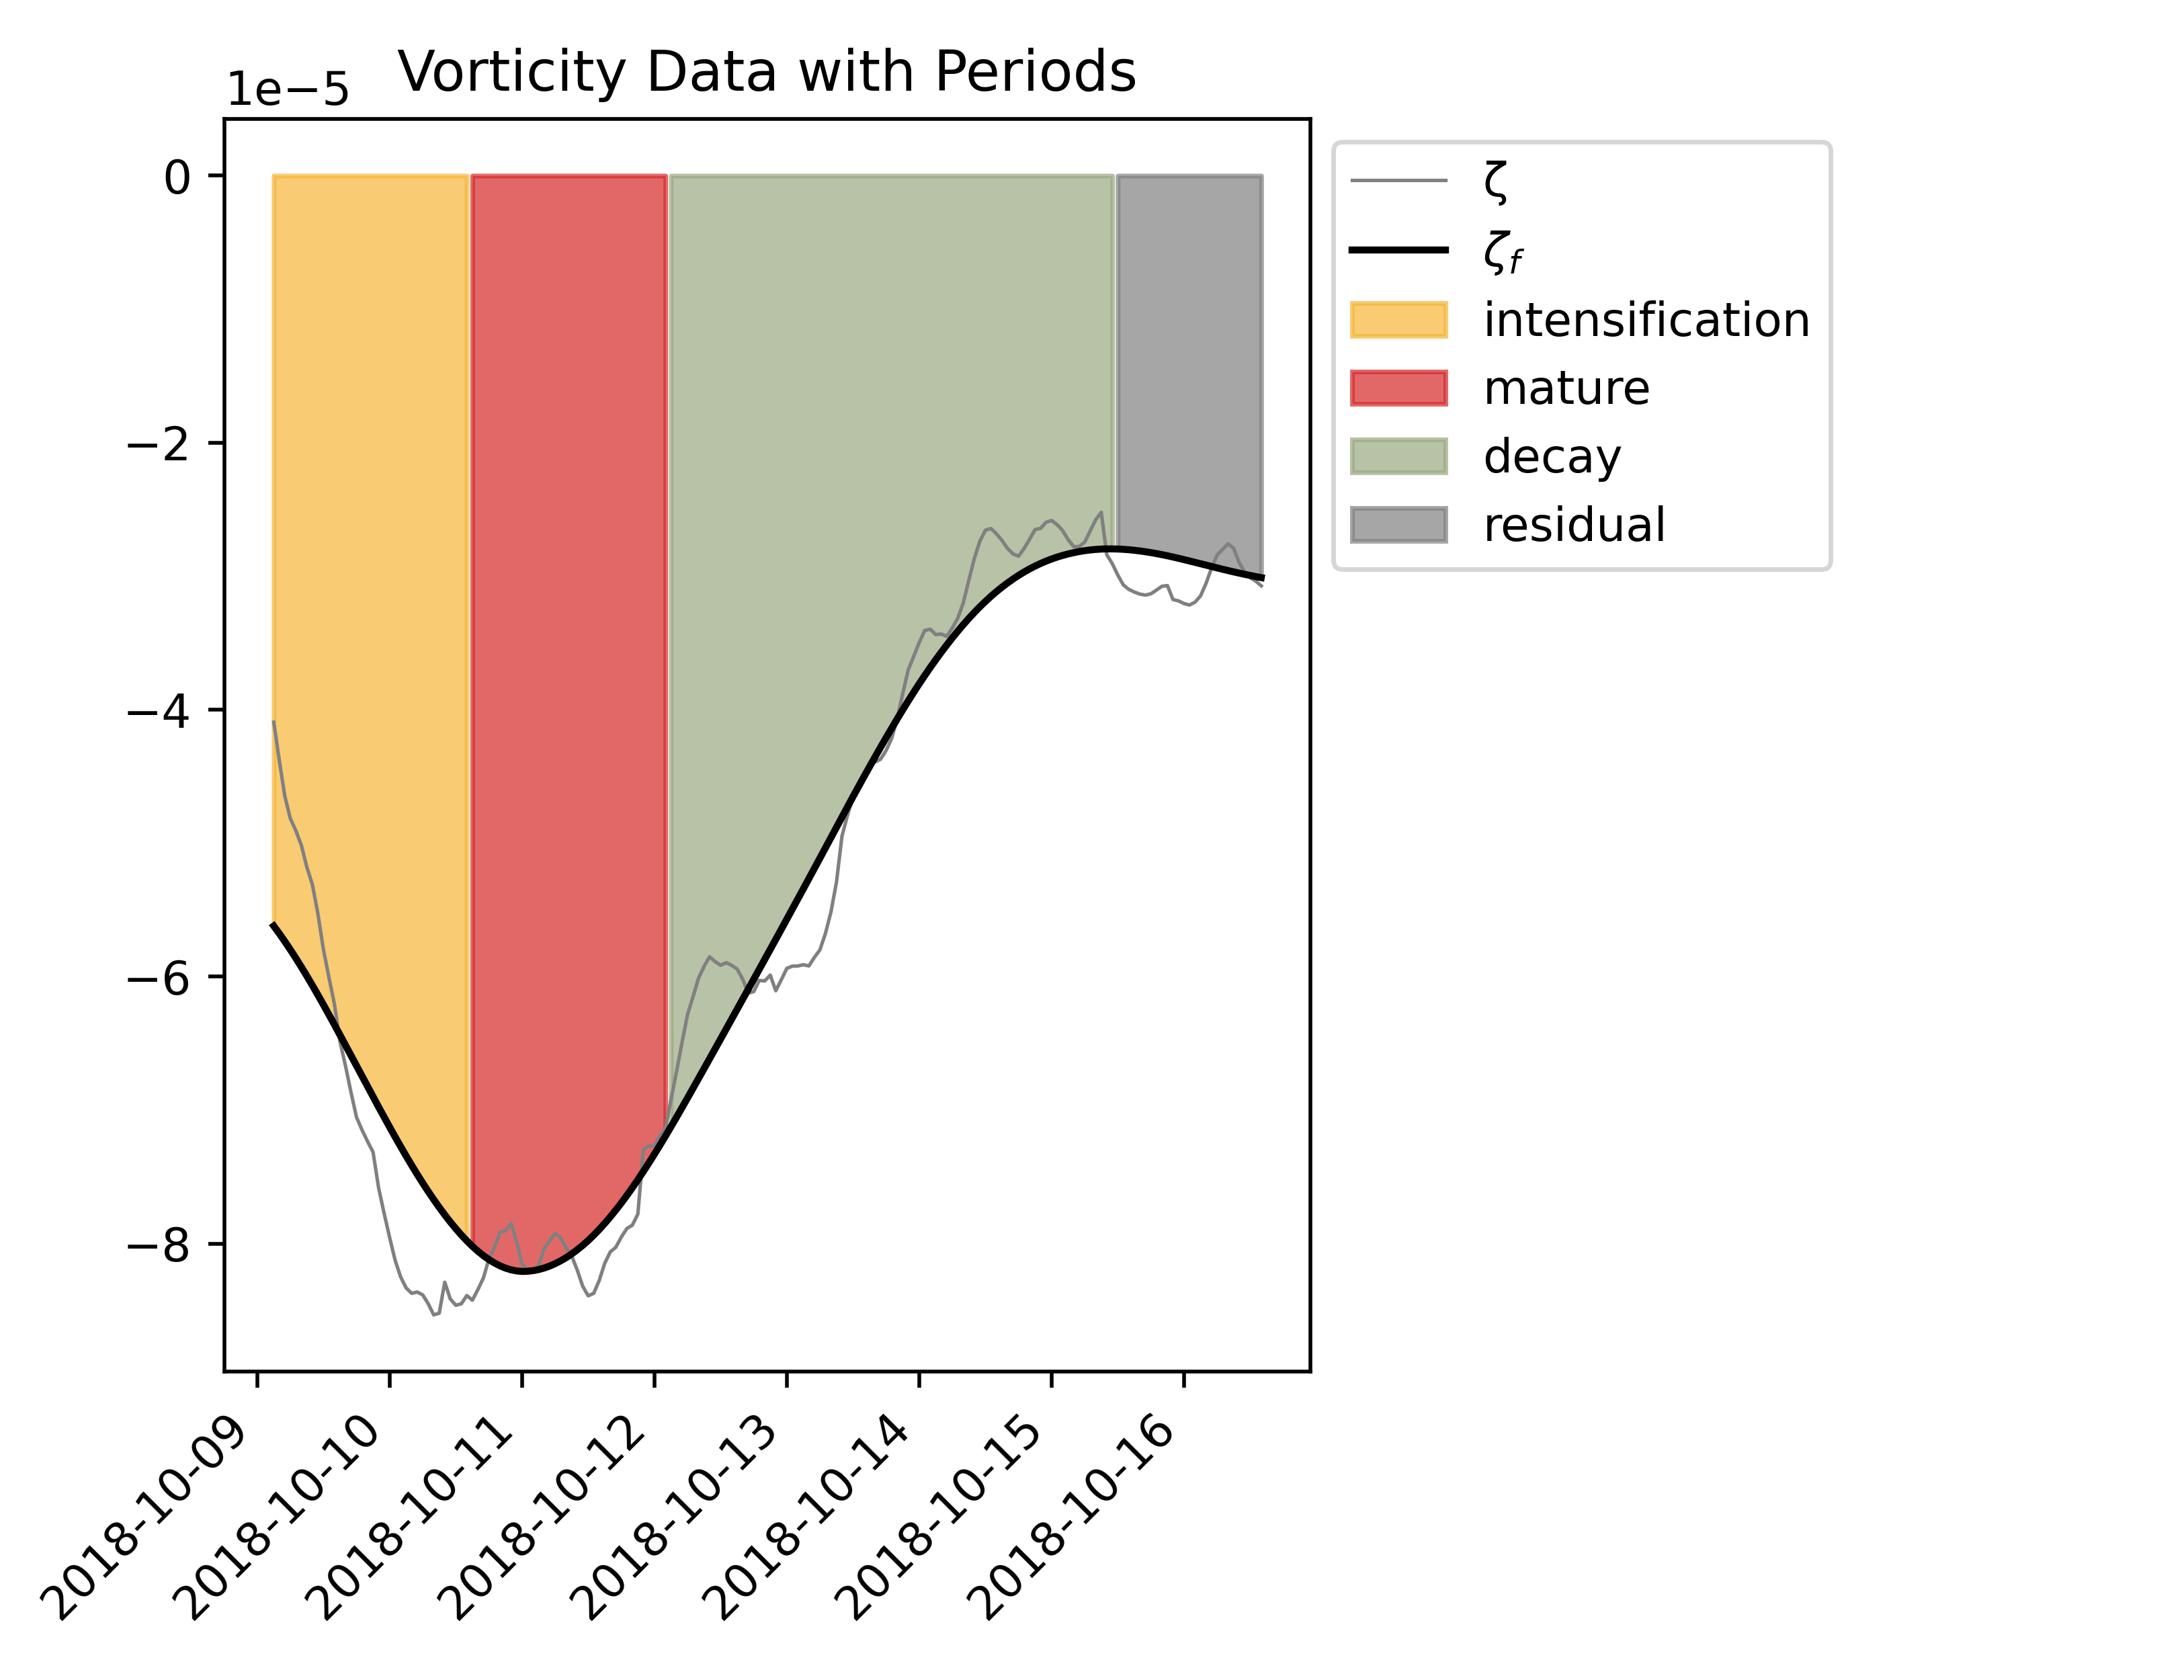 Vorticity Data with Periods
1e−5
0
−2
−4
−6
−8
2018-10-09
2018-10-10
2018-10-11
2018-10-12
2018-10-13
2018-10-14
2018-10-15
2018-10-16
ζ
ζf
intensification
mature
decay
residual